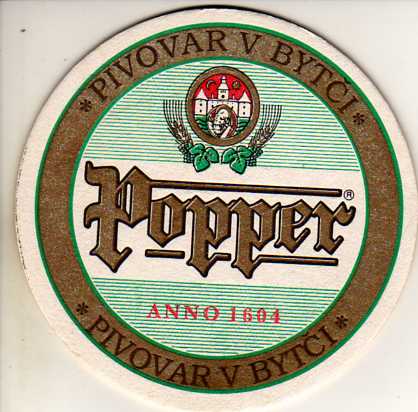 * PIVOVAR V BYTČI *
Popper®
ANNO 1604
PIVOVAR V BYTČI